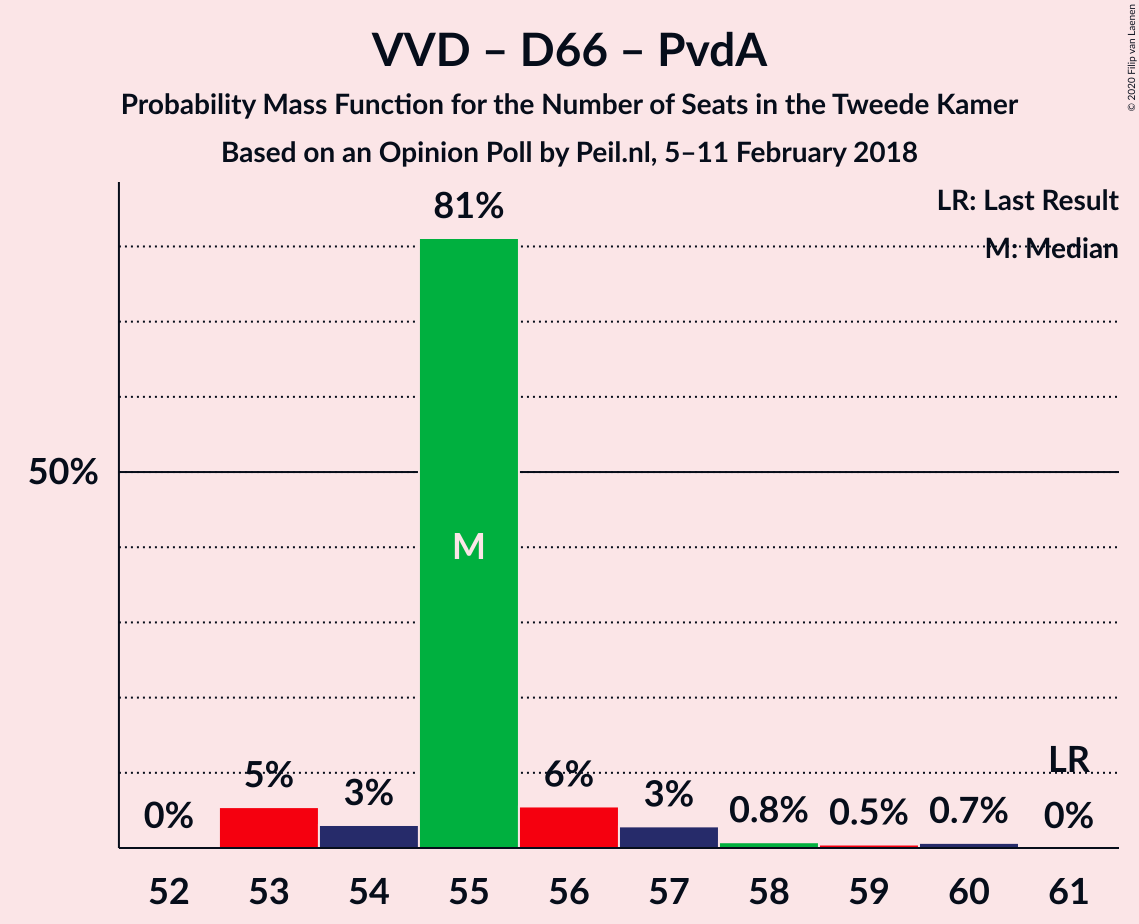 VVD – D66 – PvdA
Probability Mass Function for the Number of Seats in the Tweede Kamer
Based on an Opinion Poll by Peil.nl, 5–11 February 2018
© 2020 Filip van Laenen
LR: Last Result
M: Median
81%
50%
M
LR
5%
6%
3%
3%
0%
0.8%
0.5%
0.7%
0%
52 53 54 55 56 57 58 59 60 61